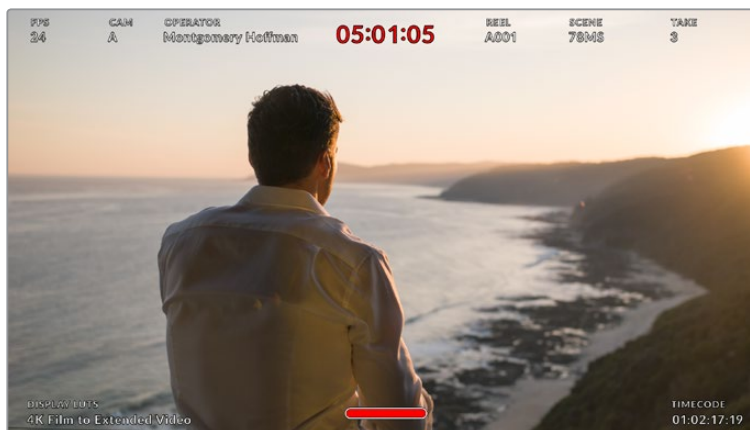 FPS CAM OPERATOR REEL SCENE TAKE
24 A Montgomery Hoffman 05:01:05 A001 78MS 3
DISPLAY LUTS TIMECODE
4K Film to Extended Video 01:02:17:19